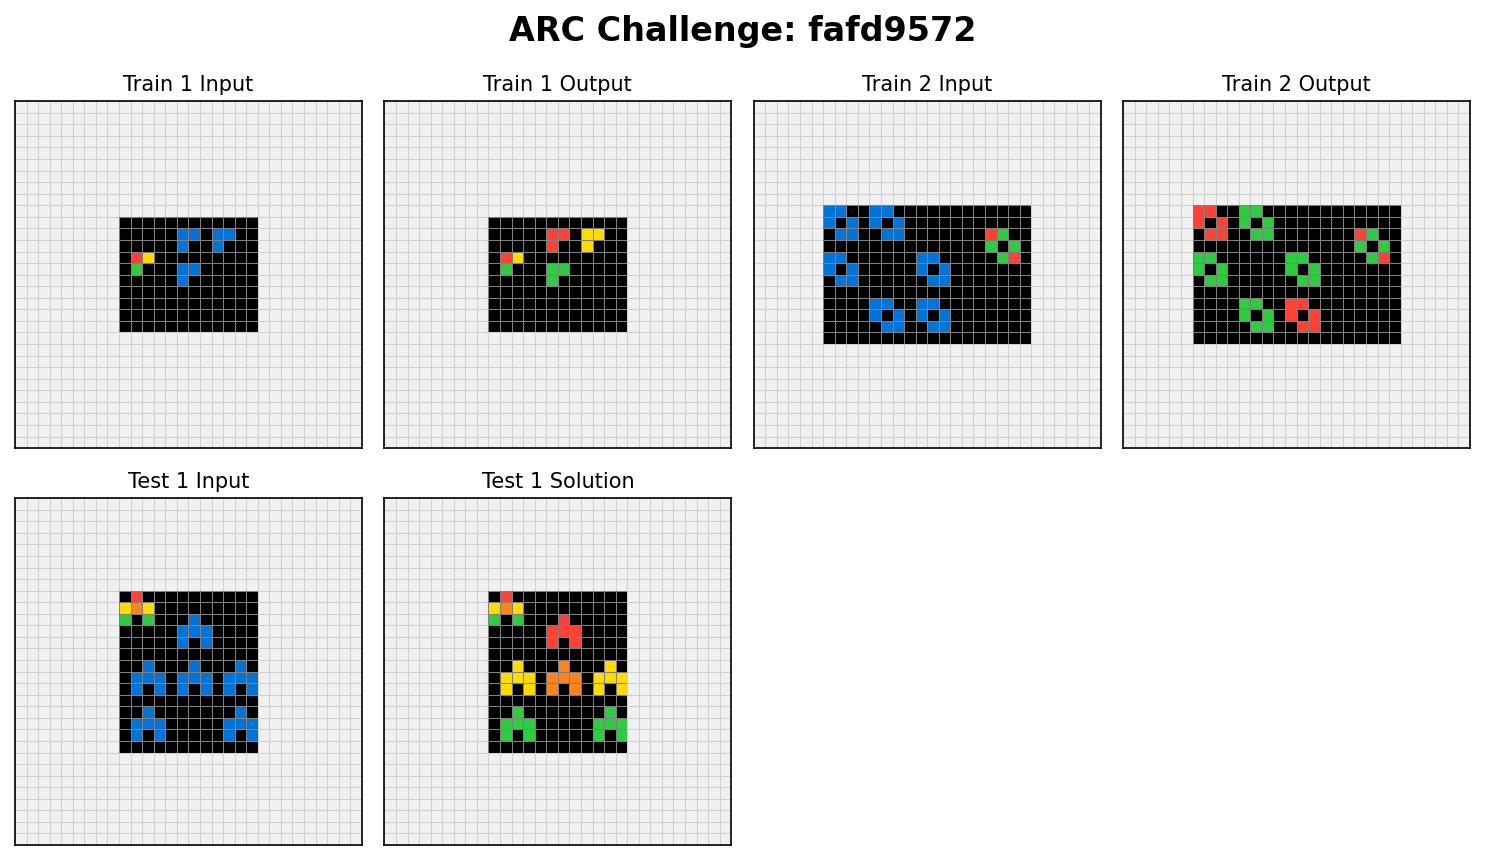 ARC Challenge: fafd9572
Train 1 Input
Train 1 Output
Train 2 Input
Train 2 Output
Test 1 Input
Test 1 Solution